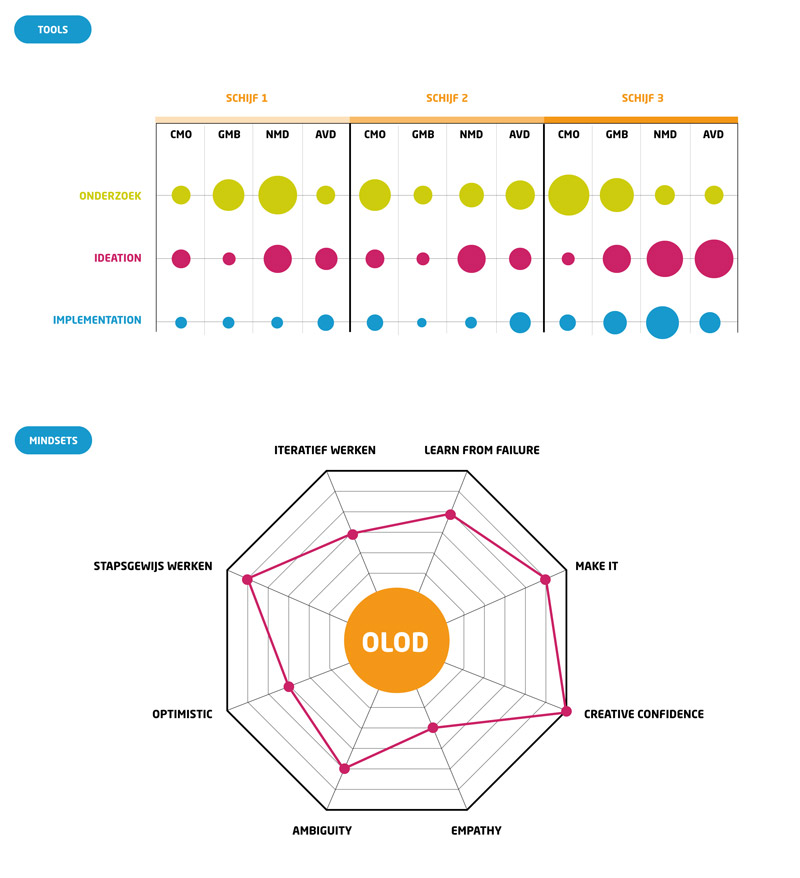 TOOLS
SCHIJF 1 SCHIJF 2 SCHIJF 3
CMO GMB NMD AVD CMO GMB NMD AVD CMO GMB NMD AVD
ONDERZOEK
IDEATION
IMPLEMENTATION
MINDSETS
ITERATIEF WERKEN LEARN FROM FAILURE
STAPSGEWIJS WERKEN MAKE IT
OLOD
OPTIMISTIC CREATIVE CONFIDENCE
AMBIGUITY EMPATHY